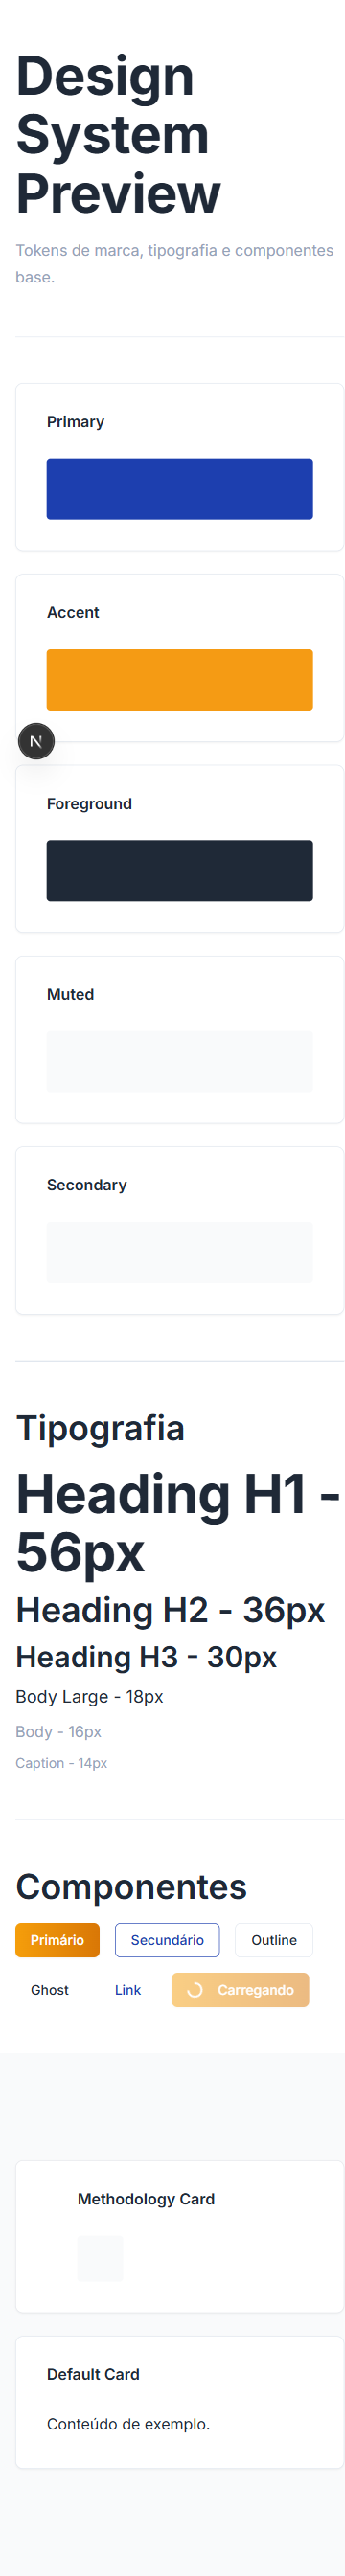 Design
System
Preview
Tokens de marca, tipografia e componentes
base.
Primary
Accent
N
Foreground
Muted
Secondary
Tipografia
Heading H1 -
56px
Heading H2 - 36px
Heading H3 - 30px
Body Large - 18px
Body - 16px
Caption - 14px
Componentes
Primário
Secundário
Outline
Ghost
Link
Carregando
Methodology Card
Default Card
Conteúdo de exemplo.